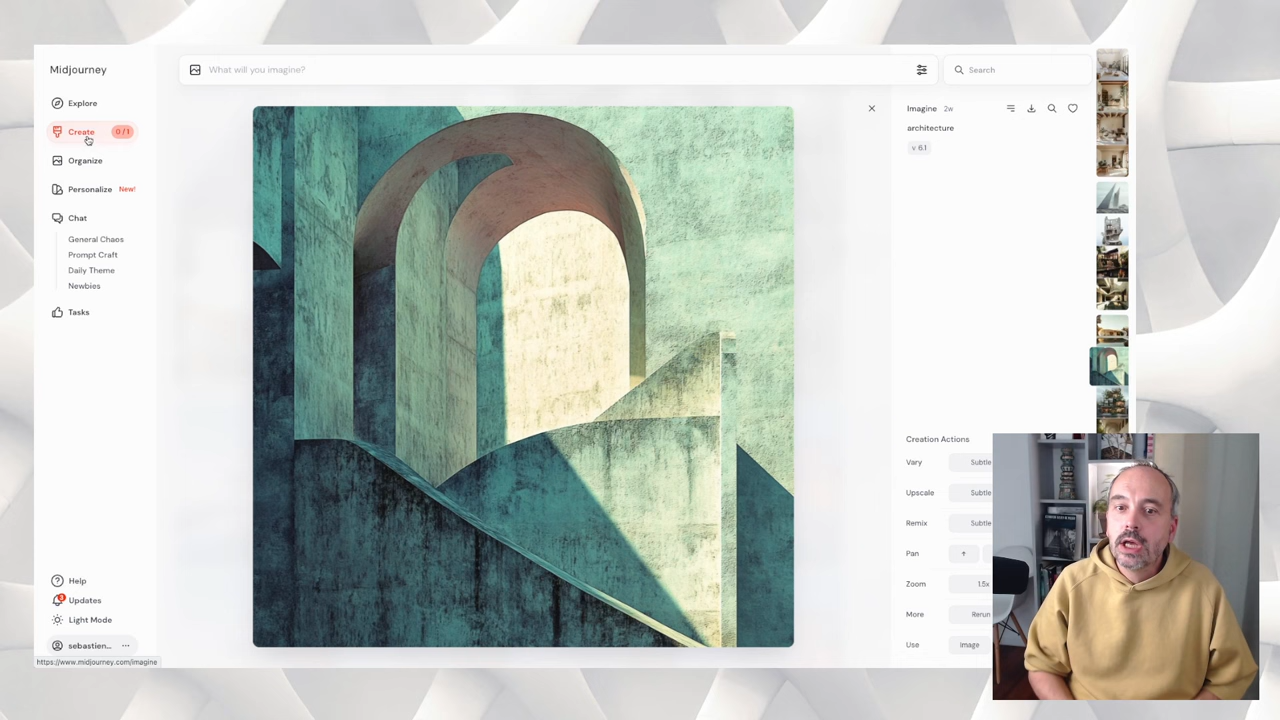 Midjourney
What will you imagine?
Search
Explore
Create 0 / 1
Organize
Personalize New!
Chat
General Chaos
Prompt Craft
Daily Theme
Newbies
Tasks
Help
Updates
Light Mode
sebastien... ...
https://www.midjourney.com/imagine
Imagine 2w
architecture
v 6.1
Creation Actions
Vary Subtle
Upscale Subtle
Remix Subtle
Pan
Zoom 1.5x
More Rerun
Use Image